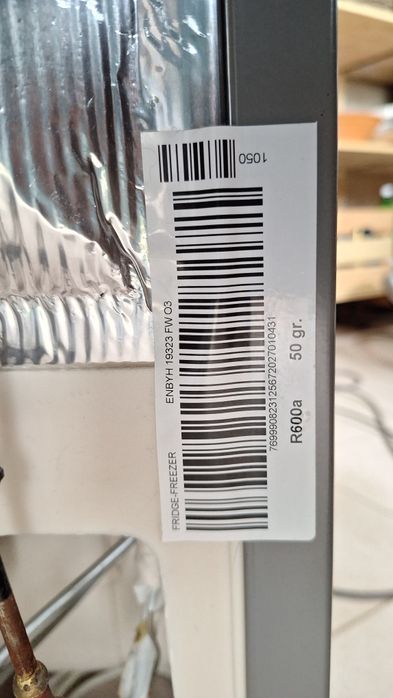 FRIDGE-FREEZER ENBYH 19323 FW O3
1050
7699908231256720270 10431
R600a 50 gr.